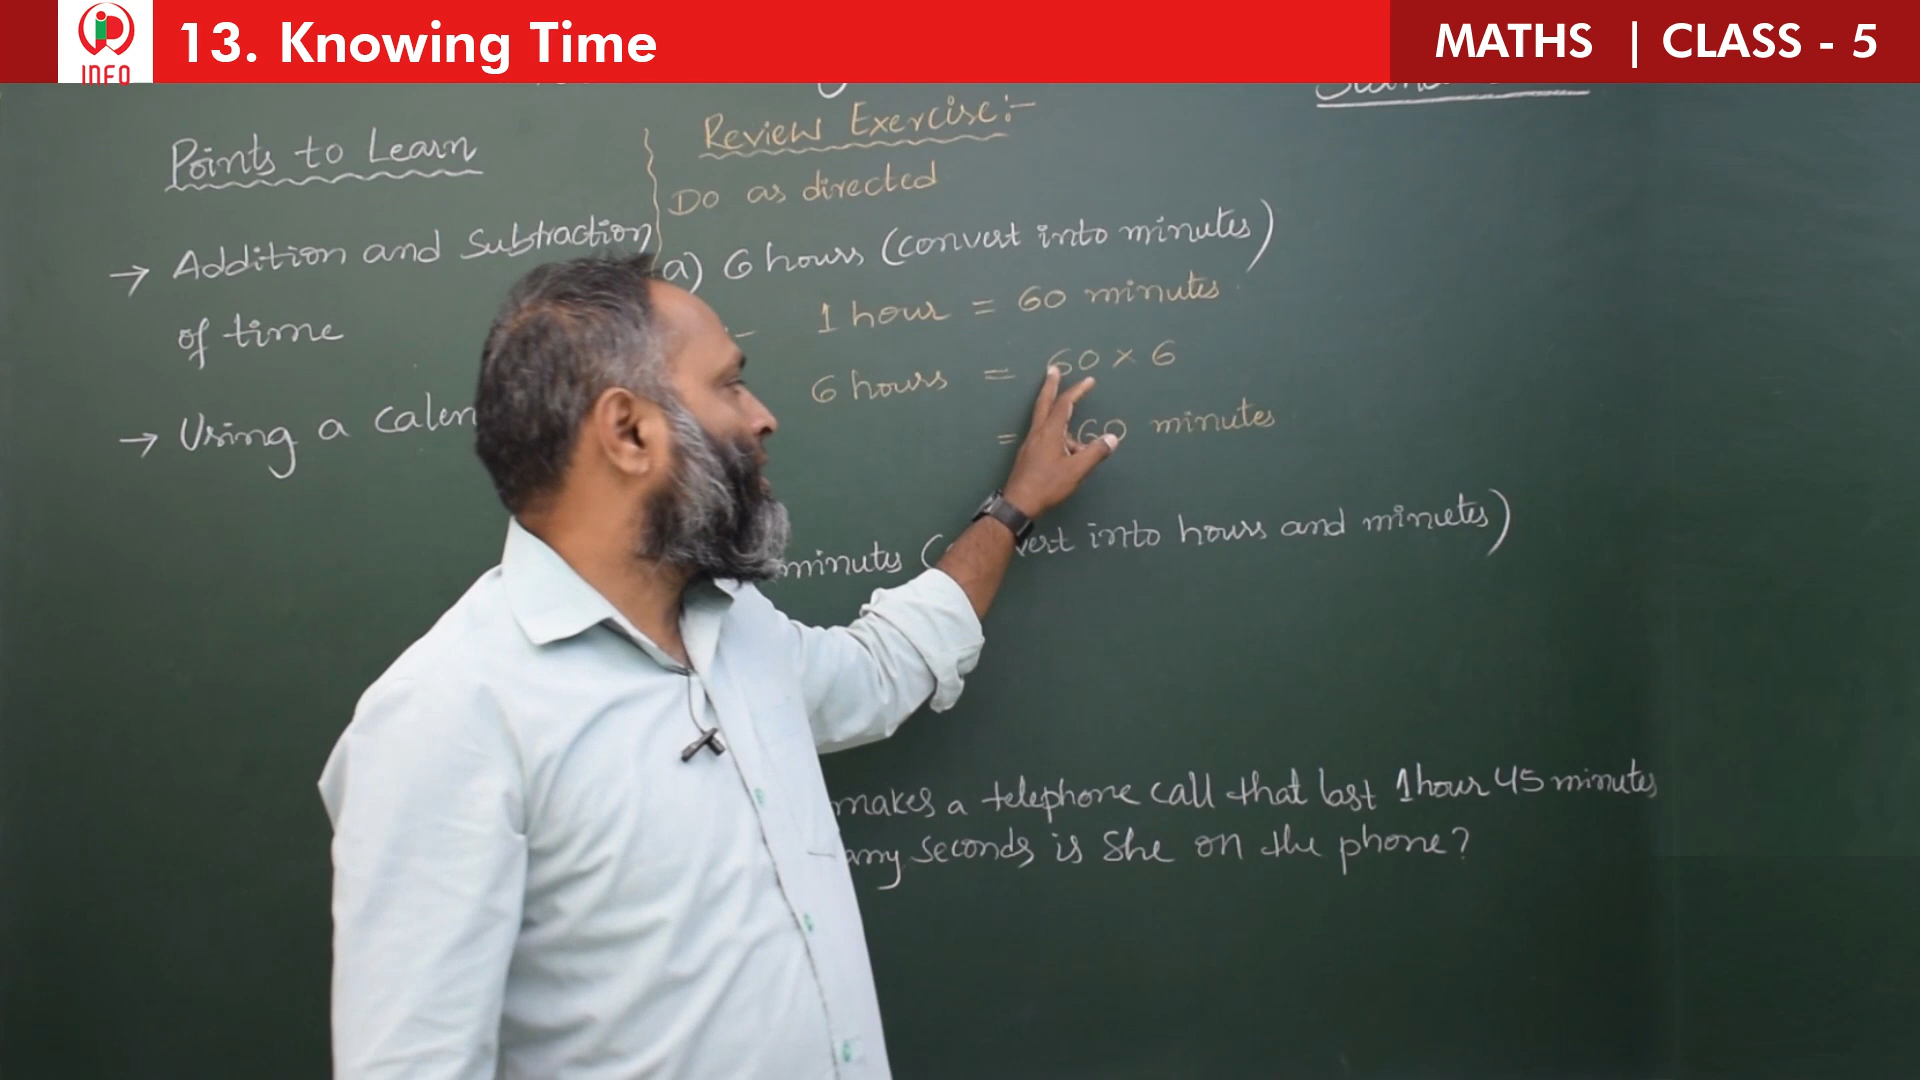 INFO
13. Knowing Time
MATHS | CLASS - 5
Points to Learn
→ Addition and Subtraction
of time
→ Using a
Review Exercise:-
Do as directed
a) 6 hours (convert into minutes)
1 hour = 60 minutes
6 hours = 60 × 6
= 60 minutes
minuts into hours and minutes)
makes a telephone call that last 1 hour 45 minutes
seconds is she on the phone?